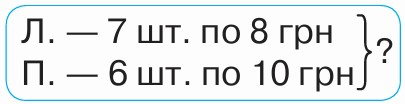 Л. — 7 шт. по 8 грн
П. — 6 шт. по 10 грн
?